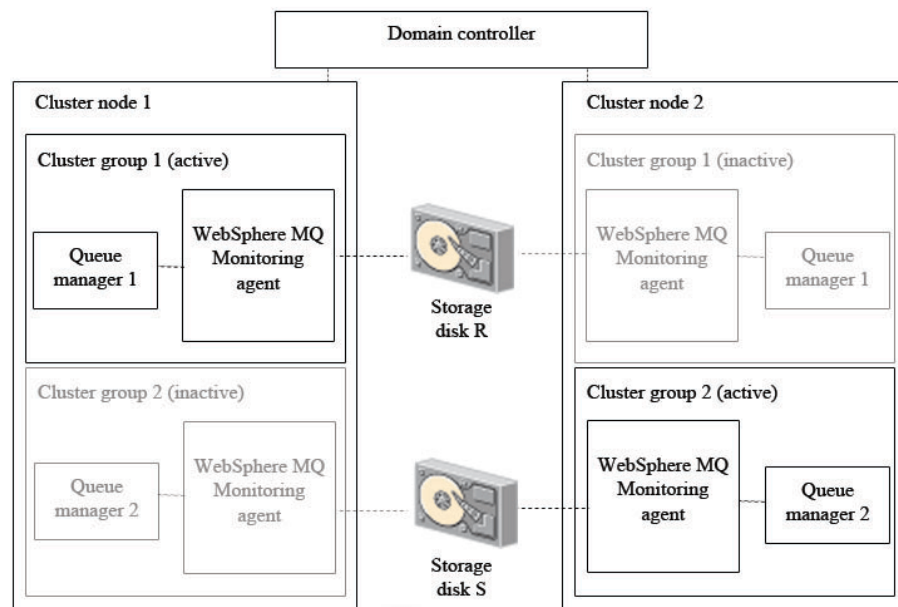 Domain controller
Cluster node 1
Cluster group 1 (active)
Queue
manager 1
WebSphere MQ
Monitoring
agent
Cluster group 2 (inactive)
Queue
manager 2
WebSphere MQ
Monitoring
agent
Storage
disk R
Storage
disk S
Cluster node 2
Cluster group 1 (inactive)
WebSphere MQ
Monitoring
agent
Queue
manager 1
Cluster group 2 (active)
WebSphere MQ
Monitoring
agent
Queue
manager 2